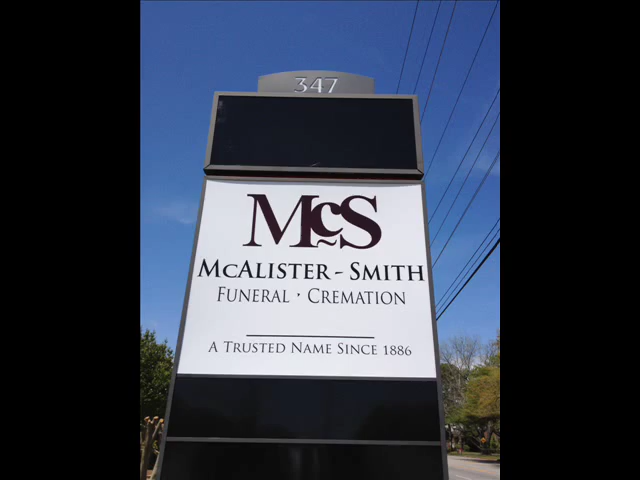 347
McS
McALISTER - SMITH
FUNERAL · CREMATION
A TRUSTED NAME SINCE 1886